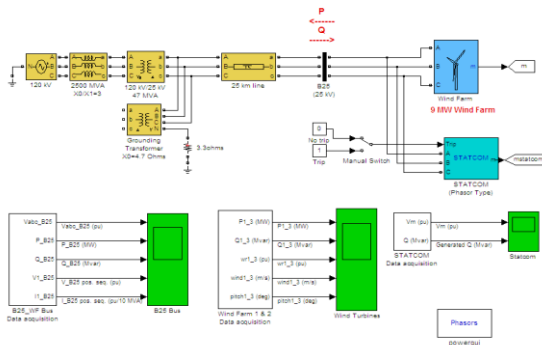 P
<------
Q
------>
N
A
B
C
A
B
C
a
b
c
A
B
C
a
b
c
A
B
C
a
b
c
A
B
C
a
b
c
A
B
C
m
120 kV
2500 MVA
X0/X1=3
120 kV/25 kV
47 MVA
25 km line
B25
(25 kV)
Wind Farm
9 MW Wind Farm
m
A
B
C
N
Grounding
Transformer
X0=4.7 Ohms
3.3ohms
0
No trip
1
Trip
Manual Switch
Trip
A
B
C
STATCOM
m
mstatcom
STATCOM
(Phasor Type)
Vabc_B25
Vabc_B25 (pu)
P_B25
P_B25 (MW)
Q_B25
Q_B25 (Mvar)
V1_B25
V_B25 pos. seq. (pu)
I1_B25
I_B25 pos. seq. (pu/10 MVA)
B25_WF Bus
Data acquisition
B25 Bus
P1_3 (MW)
P1_3 (MW)
Q1_3 (Mvar)
Q1_3 (Mvar)
wr1_3 (pu)
wr1_3 (pu)
wind1_3 (m/s)
wind1_3 (m/s)
pitch1_3 (deg)
pitch1_3 (deg)
Wind Farm 1 & 2
Data acquisition
Wind Turbines
Vm (pu)
Vm (pu)
Q (Mvar)
Generated Q (Mvar)
STATCOM
Data acquisition
Statcom
Phasors
powergui